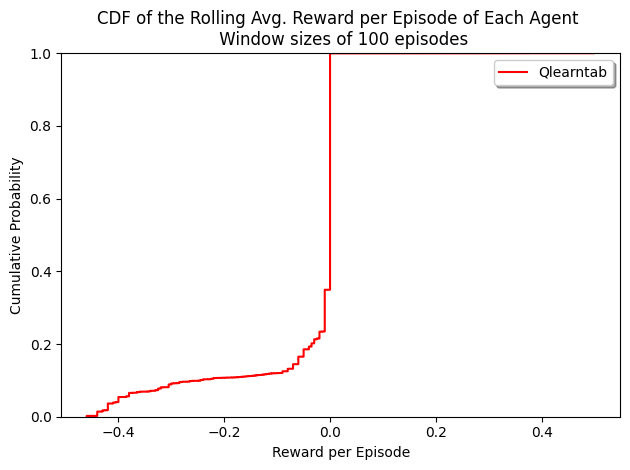 CDF of the Rolling Avg. Reward per Episode of Each Agent
Window sizes of 100 episodes
Qlearntab
Cumulative Probability
1.0
0.8
0.6
0.4
0.2
0.0
−0.4
−0.2
0.0
0.2
0.4
Reward per Episode